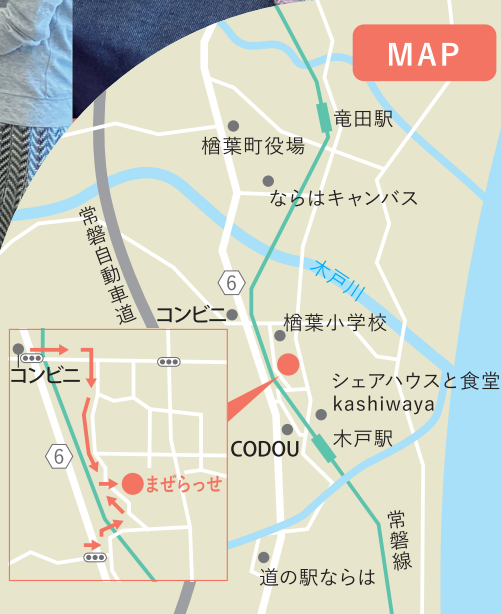 MAP
竜田駅
楢葉町役場
ならはキャンバス
常磐自動車道
木戸川
6
コンビニ
楢葉小学校
シェアハウスと食堂
kashiwaya
CODOU
木戸駅
常磐線
道の駅ならは
コンビニ
6
まぜらっせ